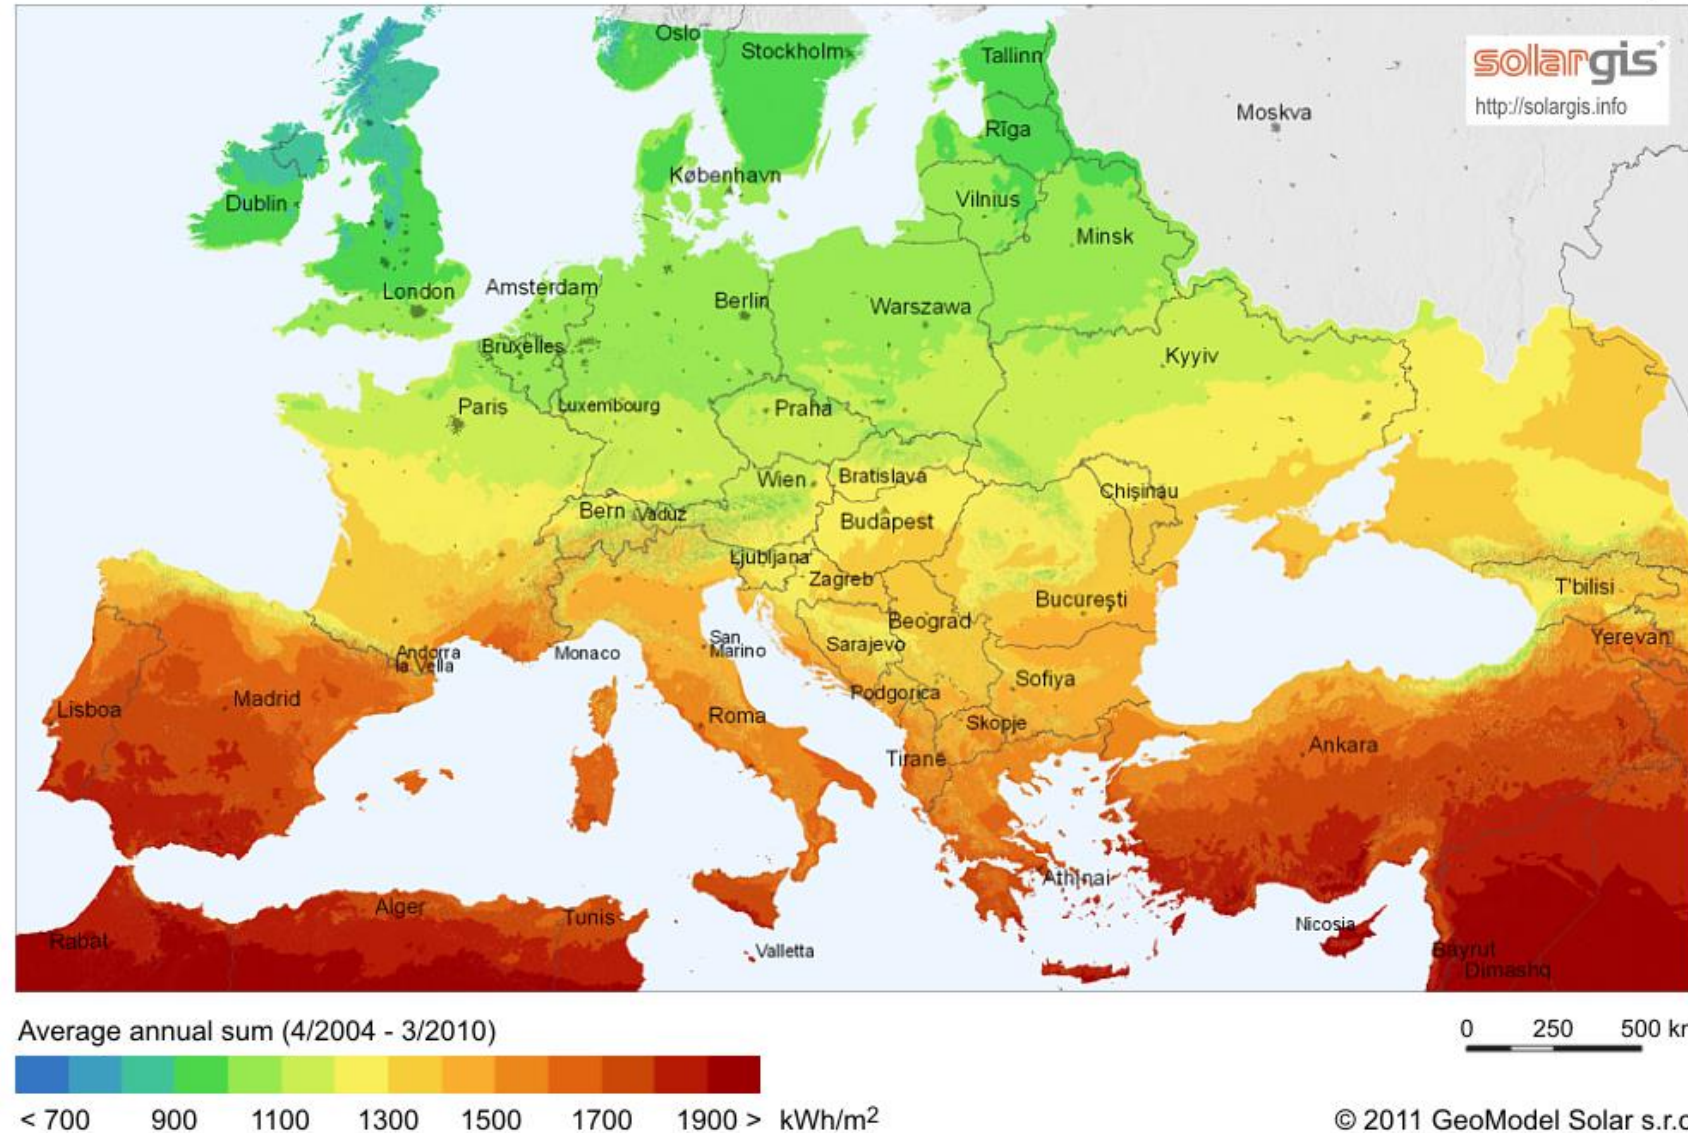 Oslo
Stockholm
Tallinn
solargis
http://solargis.info
Moskva
Rīga
København
Vilnius
Dublin
Minsk
London
Amsterdam
Berlin
Warszawa
Bruxelles
Kyyiv
Paris
Luxembourg
Praha
Wien
Bratislava
Chişinau
Bern
Vaduz
Budapest
Ljubljana
Zagreb
T'bilisi
Bucureşti
Beograd
Yerevan
Sarajevo
San
Marino
Andorra
la Vella
Monaco
Sofiya
Podgorica
Madrid
Lisboa
Roma
Skopje
Ankara
Tirane
Athinai
Alger
Tunis
Nicosia
Rabat
Valletta
Bayrut
Dimashq
Average annual sum (4/2004 - 3/2010)
0 250 500 km
< 700 900 1100 1300 1500 1700 1900 > kWh/m²
© 2011 GeoModel Solar s.r.o